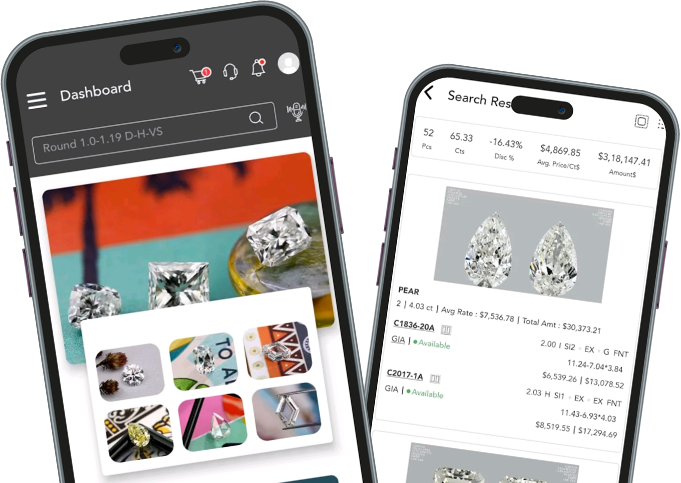 Dashboard
1
Round 1.0-1.19 D-H-VS
TO
Search Res
52 65.33 -16.43% $4,869.85 $3,18,147.41
Pcs Cts Disc % Avg. Price/Ct$ Amount$
PEAR
2 | 4.03 ct | Avg Rate : $7,536.78 | Total Amt : $30,373.21
C1836-20A 2.00 I SI2 · EX · G FNT
GIA | Available 11.24-7.04*3.84
$6,539.26 | $13,078.52
C2017-1A 2.03 H SI1 · EX · EX FNT
GIA | Available 11.43-6.93*4.03
$8,519.55 | $17,294.69